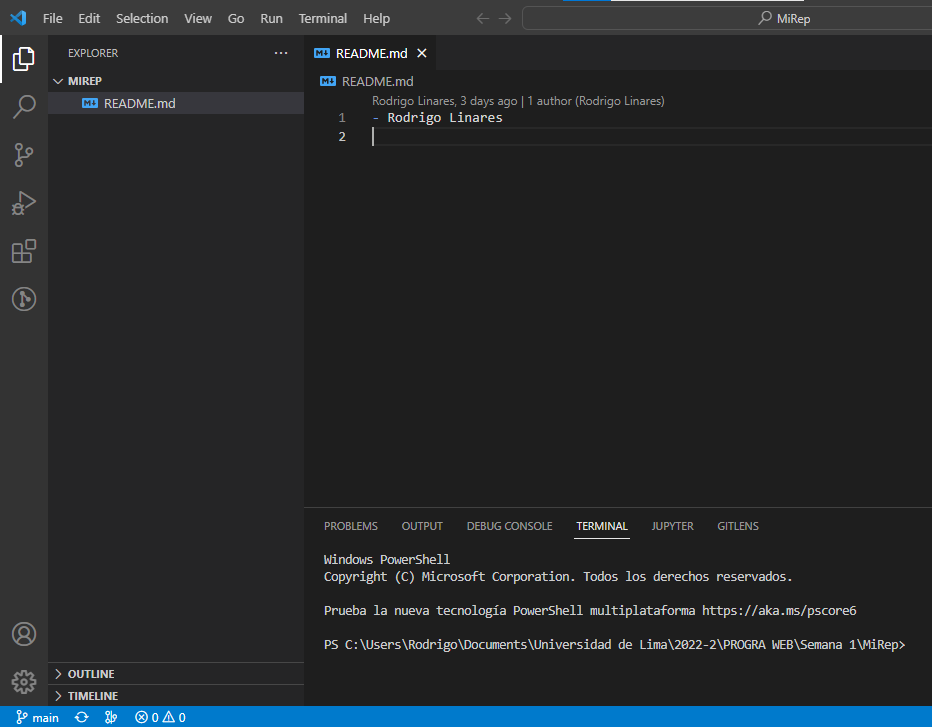 File Edit Selection View Go Run Terminal Help
MiRep
EXPLORER
README.md
MIREP
README.md
README.md
Rodrigo Linares, 3 days ago | 1 author (Rodrigo Linares)
1 - Rodrigo Linares
2
PROBLEMS OUTPUT DEBUG CONSOLE TERMINAL JUPYTER GITLENS
Windows PowerShell
Copyright (C) Microsoft Corporation. Todos los derechos reservados.
Prueba la nueva tecnología PowerShell multiplataforma https://aka.ms/pscore6
PS C:\Users\Rodrigo\Documents\Universidad de Lima\2022-2\PROGRA WEB\Semana 1\MiRep>
OUTLINE
TIMELINE
main 0 0